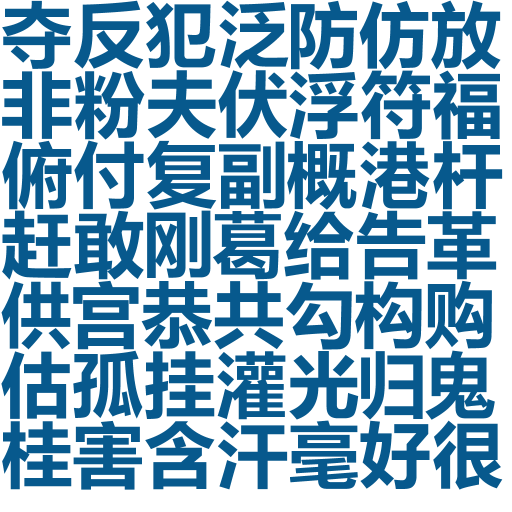 夺反犯泛防仿放
非粉夫伏浮符福
俯付复副概港杆
赶敢刚葛给告革
供宫恭共勾构购
估孤挂灌光归鬼
桂害含汗毫好很